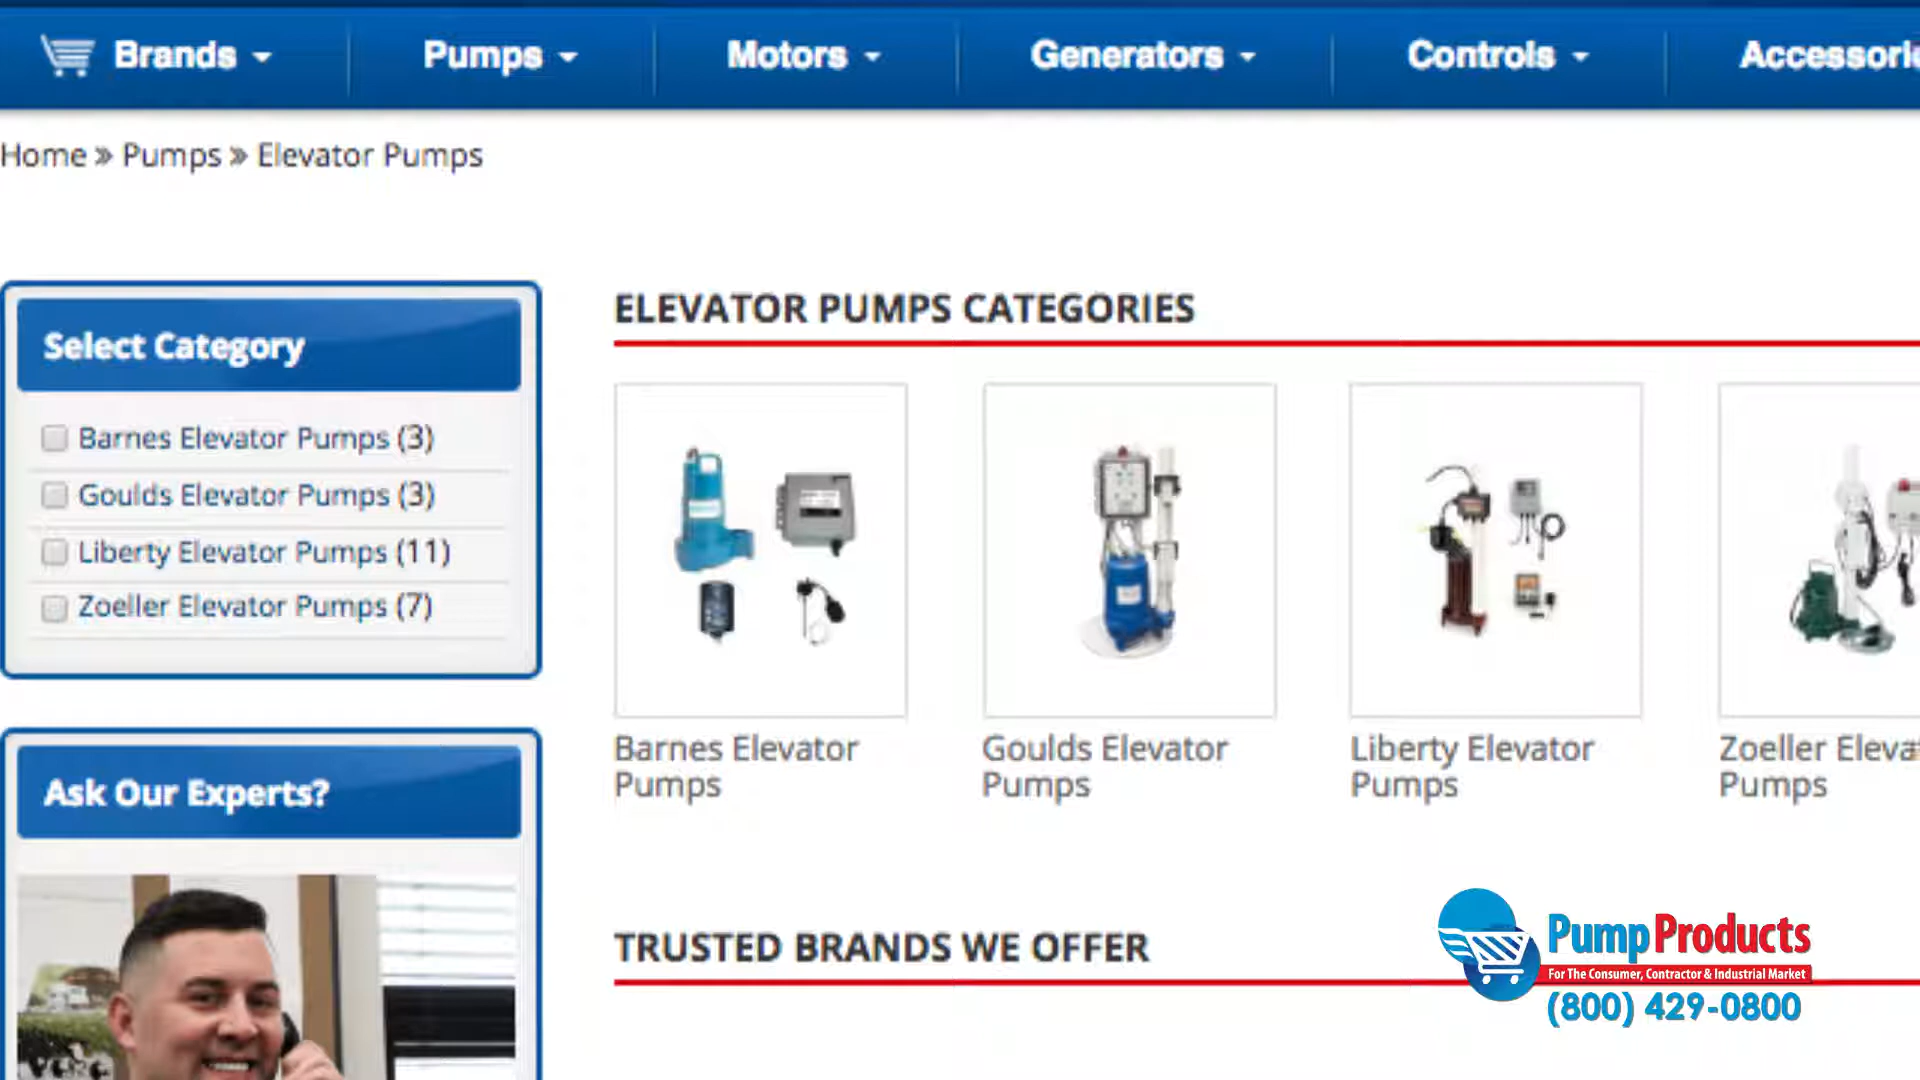 Brands
Pumps
Motors
Generators
Controls
Home » Pumps » Elevator Pumps
Select Category
Barnes Elevator Pumps (3)
Goulds Elevator Pumps (3)
Liberty Elevator Pumps (11)
Zoeller Elevator Pumps (7)
Ask Our Experts?
ELEVATOR PUMPS CATEGORIES
Barnes Elevator
Pumps
Goulds Elevator
Pumps
Liberty Elevator
Pumps
Zoeller
Pumps
TRUSTED BRANDS WE OFFER
PumpProducts
For The Consumer, Contractor & Industrial Market
(800) 429-0800